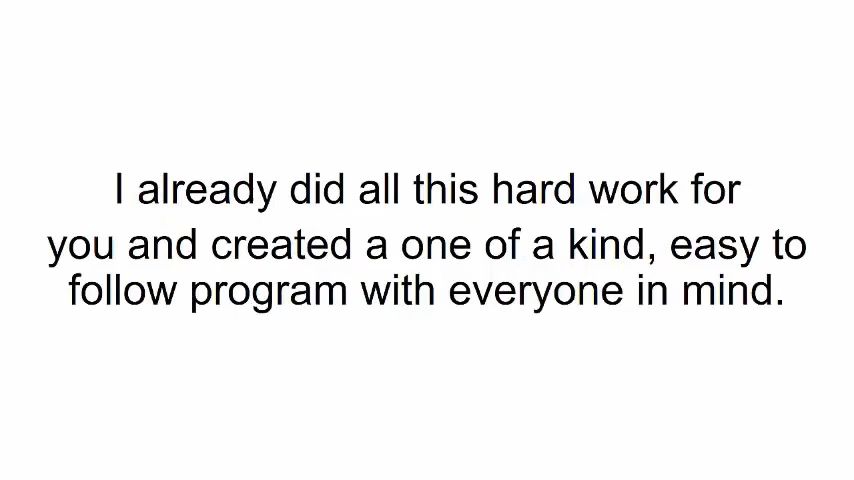 I already did all this hard work for
you and created a one of a kind, easy to
follow program with everyone in mind.